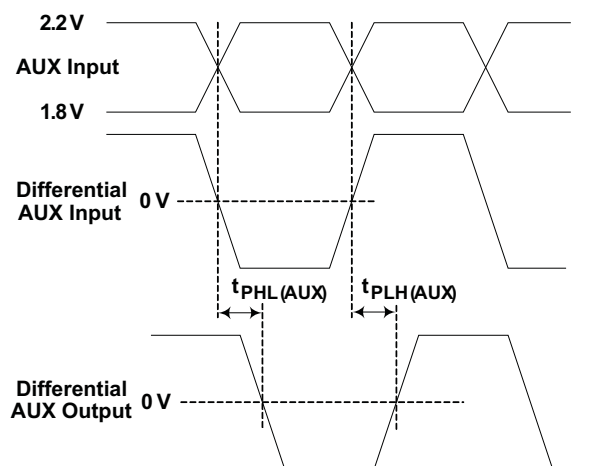 2.2 V
AUX Input
1.8 V
Differential
AUX Input
0 V
tPHL(AUX)
tPLH(AUX)
Differential
AUX Output
0 V